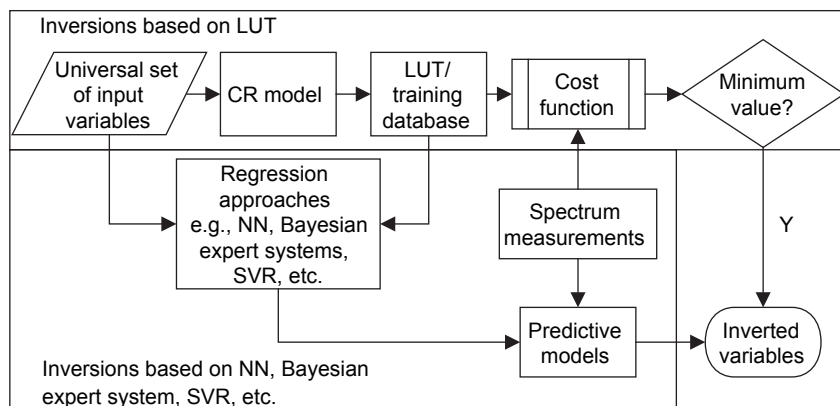 Inversions based on LUT
Universal set
of input
variables
CR model
LUT/
training
database
Cost
function
Minimum
value?
Regression
approaches
e.g., NN, Bayesian
expert systems,
SVR, etc.
Spectrum
measurements
Y
Predictive
models
Inverted
variables
Inversions based on NN, Bayesian
expert system, SVR, etc.